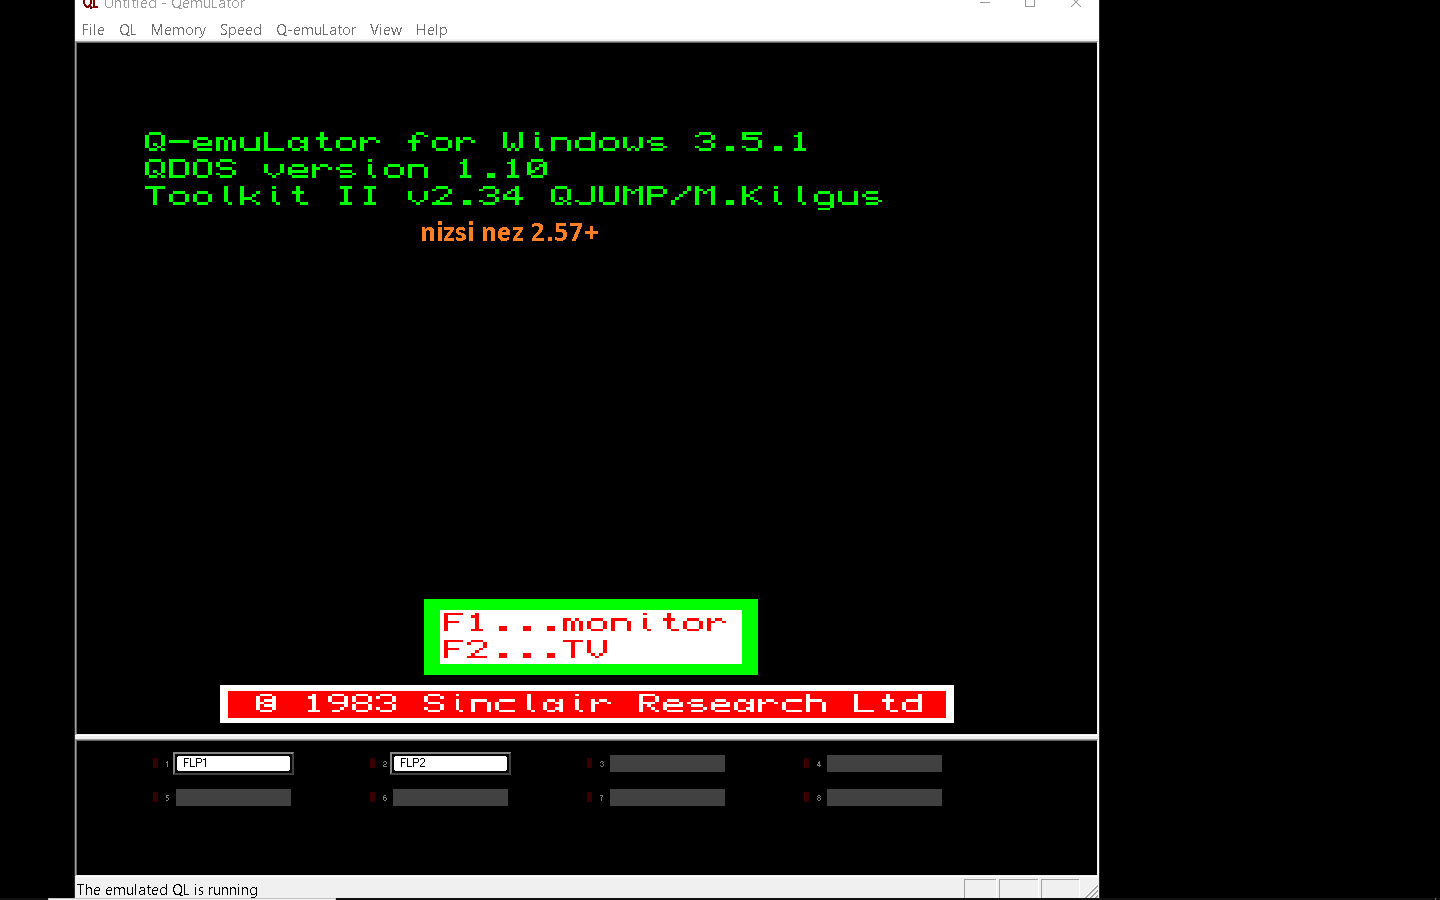 QL Untitled - QemuLator
File QL Memory Speed Q-emuLator View Help
Q-emuLator for Windows 3.5.1
QDOS version 1.10
Toolkit II v2.34 QJUMP/M.Kilgus
nizsi nez 2.57+
F1...monitor
F2...TV
© 1983 Sinclair Research Ltd
1 FLP1 2 FLP2 3 4
5 6 7 8
The emulated QL is running